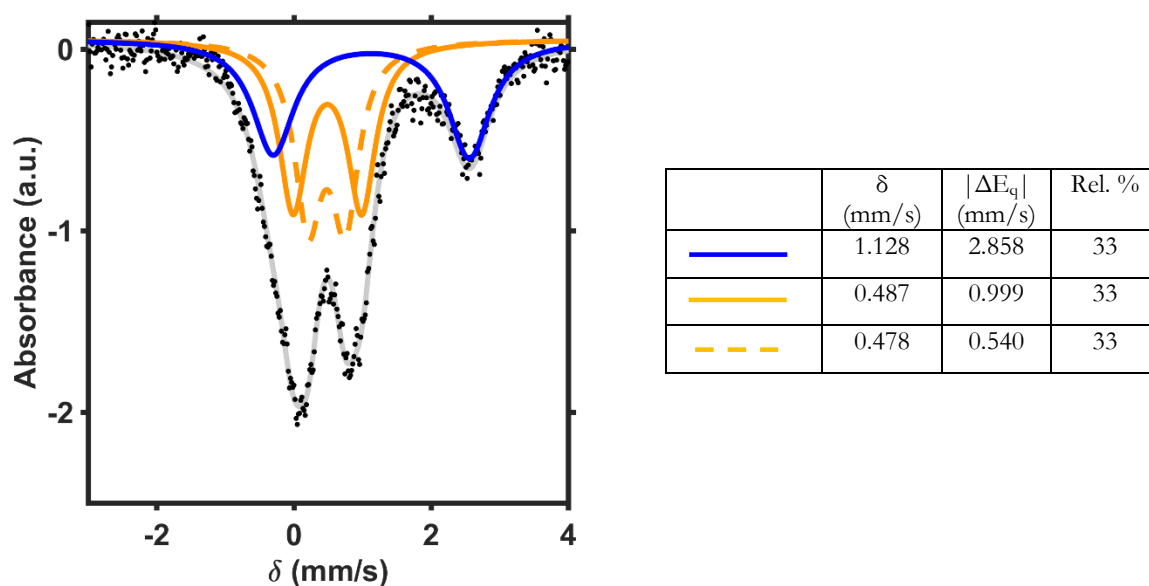 0
-1
-2
Absorbance (a.u.)
-2 0 2 4
δ (mm/s)
δ |ΔEq| Rel. %
(mm/s) (mm/s)
1.128 2.858 33
0.487 0.999 33
0.478 0.540 33